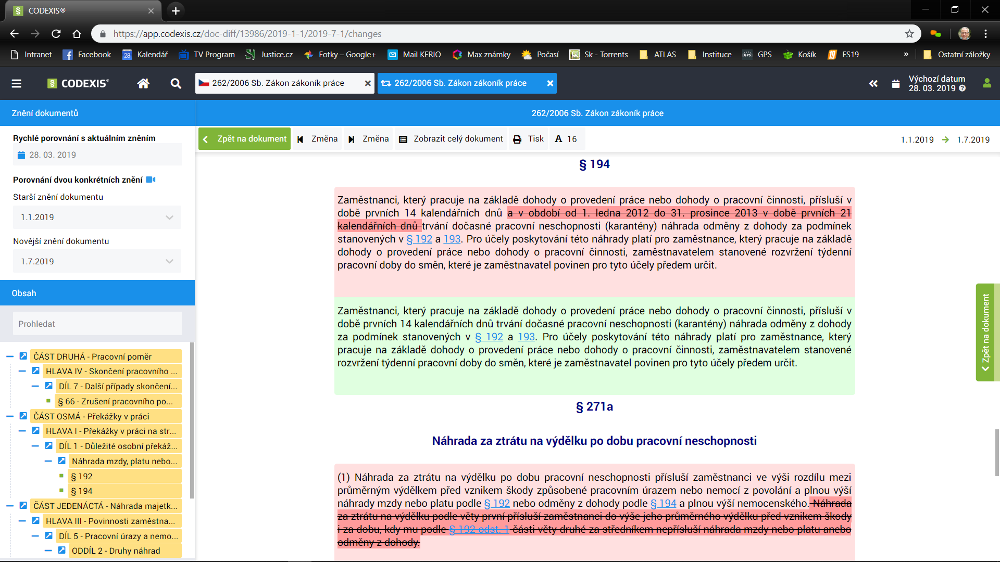 CODEXIS®
https://app.codexis.cz/doc-diff/13986/2019-1-1/2019-7-1/changes
Intranet Facebook 28 Kalendář TV Program Justice.cz Fotky – Google+ Mail KERIO Max známky Počasí Sk - Torrents ATLAS Instituce GPS GPS Košík 19 FS19 » Ostatní záložky
§ CODEXIS® 262/2006 Sb. Zákon zákoník práce 262/2006 Sb. Zákon zákoník práce Výchozí datum
28. 03. 2019
Znění dokumentů
262/2006 Sb. Zákon zákoník práce
Rychlé porovnání s aktuálním zněním
28. 03. 2019
Porovnání dvou konkrétních znění
Starší znění dokumentu
1.1.2019
Novější znění dokumentu
1.7.2019
Obsah
Prohledat
ČÁST DRUHÁ - Pracovní poměr
HLAVA IV - Skončení pracovního ...
DÍL 7 - Další případy skončení...
§ 66 - Zrušení pracovního po...
ČÁST OSMÁ - Překážky v práci
HLAVA I - Překážky v práci na str...
DÍL 1 - Důležité osobní překáž...
Náhrada mzdy, platu nebo...
§ 192
§ 194
ČÁST JEDENÁCTÁ - Náhrada majetk...
HLAVA III - Povinnosti zaměstna...
DÍL 5 - Pracovní úrazy a nemo...
ODDÍL 2 - Druhy náhrad
Zpět na dokument Změna Změna Zobrazit celý dokument Tisk A 16 1.1.2019 → 1.7.2019
§ 194
Zaměstnanci, který pracuje na základě dohody o provedení práce nebo dohody o pracovní činnosti, přísluší v
době prvních 14 kalendářních dnů a v období od 1. ledna 2012 do 31. prosince 2013 v době prvních 21
kalendářních dnů trvání dočasné pracovní neschopnosti (karantény) náhrada odměny z dohody za podmínek
stanovených v § 192 a 193. Pro účely poskytování této náhrady platí pro zaměstnance, který pracuje na základě
dohody o provedení práce nebo dohody o pracovní činnosti, zaměstnavatelem stanovené rozvržení týdenní
pracovní doby do směn, které je zaměstnavatel povinen pro tyto účely předem určit.
Zaměstnanci, který pracuje na základě dohody o provedení práce nebo dohody o pracovní činnosti, přísluší v
době prvních 14 kalendářních dnů trvání dočasné pracovní neschopnosti (karantény) náhrada odměny z dohody
za podmínek stanovených v § 192 a 193. Pro účely poskytování této náhrady platí pro zaměstnance, který
pracuje na základě dohody o provedení práce nebo dohody o pracovní činnosti, zaměstnavatelem stanovené
rozvržení týdenní pracovní doby do směn, které je zaměstnavatel povinen pro tyto účely předem určit.
§ 271a
Náhrada za ztrátu na výdělku po dobu pracovní neschopnosti
(1) Náhrada za ztrátu na výdělku po dobu pracovní neschopnosti přísluší zaměstnanci ve výši rozdílu mezi
průměrným výdělkem před vznikem škody způsobené pracovním úrazem nebo nemocí z povolání a plnou výší
náhrady mzdy nebo platu podle § 192 nebo odměny z dohody podle § 194 a plnou výší nemocenského. Náhrada
za ztrátu na výdělku podle věty první přísluší zaměstnanci do výše jeho průměrného výdělku před vznikem škody
i za dobu, kdy mu podle § 192 odst. 1 části věty druhé za středníkem nepřísluší náhrada mzdy nebo platu anebo
odměny z dohody.
Zpět na dokument